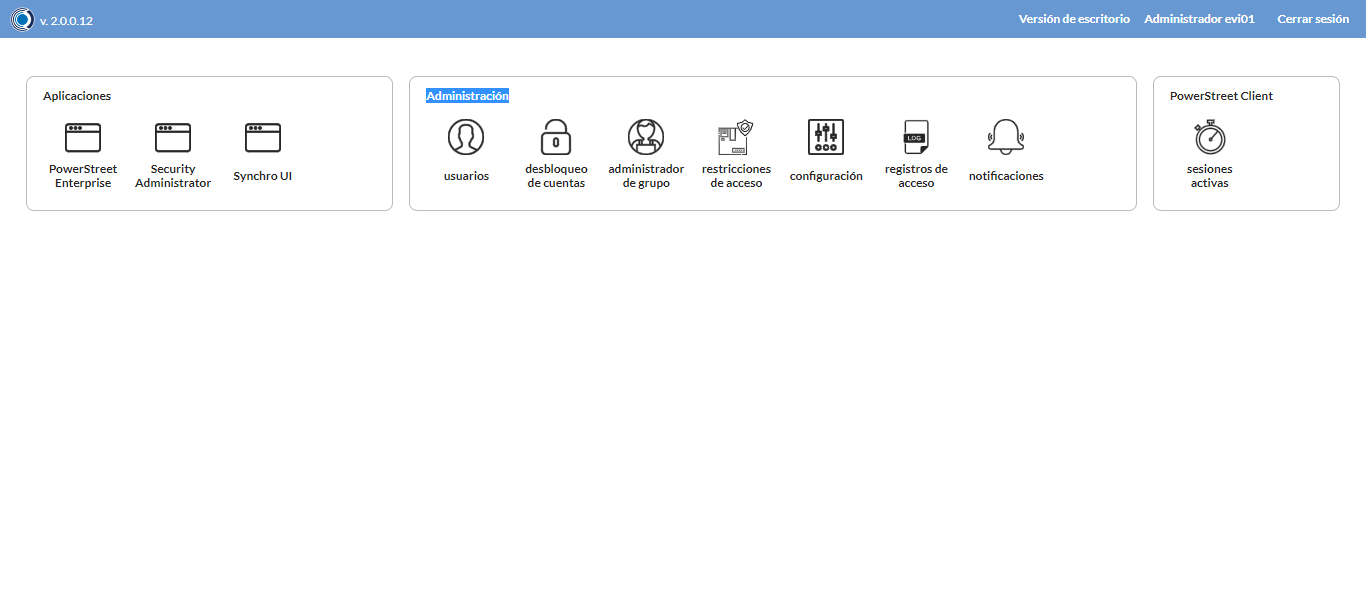 v. 2.0.0.12
Versión de escritorio
Administrador evi01
Cerrar sesión
Aplicaciones
PowerStreet
Enterprise
Security
Administrator
Synchro UI
Administración
usuarios
desbloqueo
de cuentas
administrador
de grupo
restricciones
de acceso
configuración
LOG
registros de
acceso
notificaciones
PowerStreet Client
sesiones
activas